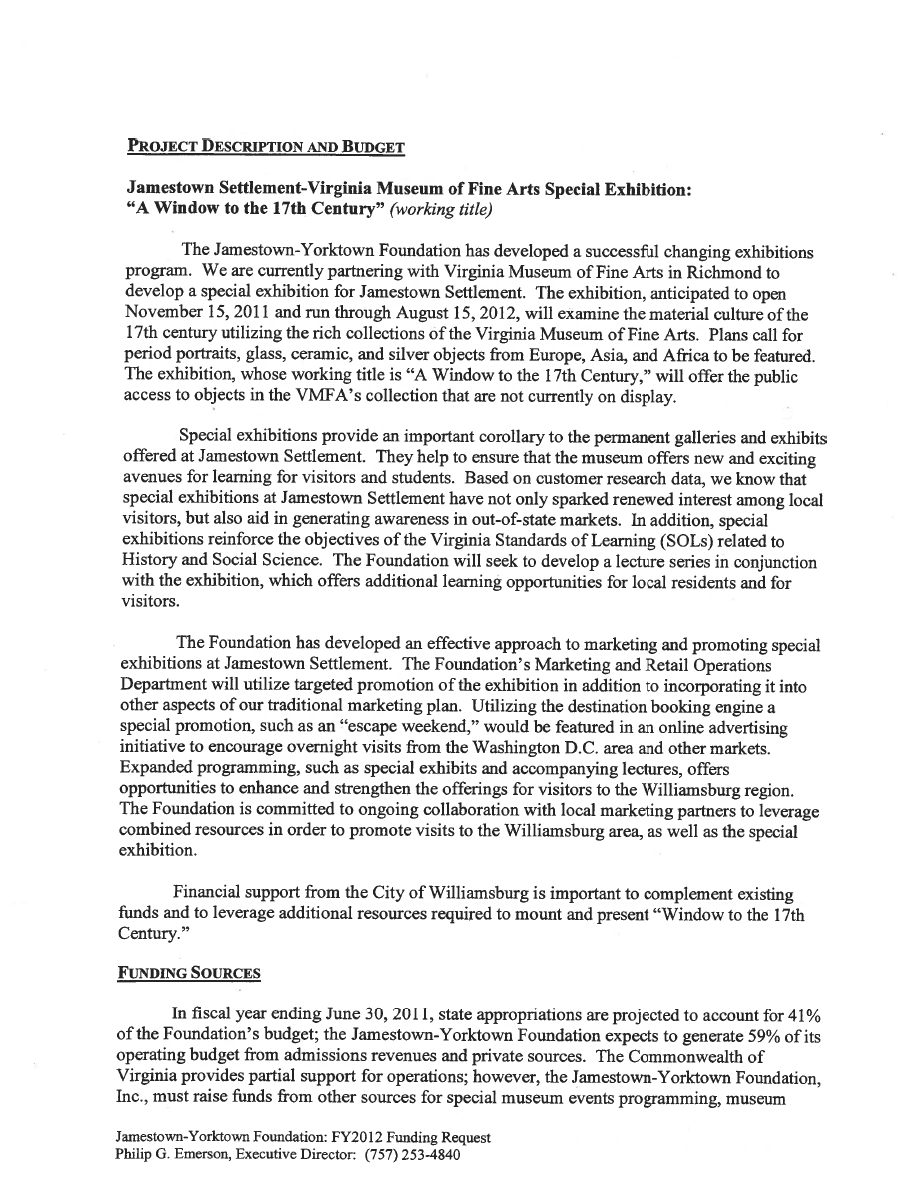 PROJECT DESCRIPTION AND BUDGET
Jamestown Settlement-Virginia Museum of Fine Arts Special Exhibition:
“A Window to the 17th Century” (working title)
The Jamestown-Yorktown Foundation has developed a successful changing exhibitions
program. We are currently partnering with Virginia Museum of Fine Arts in Richmond to
develop a special exhibition for Jamestown Settlement. The exhibition, anticipated to open
November 15, 2011 and run through August 15, 2012, will examine the material culture of the
17th century utilizing the rich collections of the Virginia Museum of Fine Arts. Plans call for
period portraits, glass, ceramic, and silver objects from Europe, Asia, and Africa to be featured.
The exhibition, whose working title is “A Window to the 17th Century,” will offer the public
access to objects in the VMFA’s collection that are not currently on display.
Special exhibitions provide an important corollary to the permanent galleries and exhibits
offered at Jamestown Settlement. They help to ensure that the museum offers new and exciting
avenues for learning for visitors and students. Based on customer research data, we know that
special exhibitions at Jamestown Settlement have not only sparked renewed interest among local
visitors, but also aid in generating awareness in out-of-state markets. In addition, special
exhibitions reinforce the objectives of the Virginia Standards of Learning (SOLs) related to
History and Social Science. The Foundation will seek to develop a lecture series in conjunction
with the exhibition, which offers additional learning opportunities for local residents and for
visitors.
The Foundation has developed an effective approach to marketing and promoting special
exhibitions at Jamestown Settlement. The Foundation’s Marketing and Retail Operations
Department will utilize targeted promotion of the exhibition in addition to incorporating it into
other aspects of our traditional marketing plan. Utilizing the destination booking engine a
special promotion, such as an “escape weekend,” would be featured in an online advertising
initiative to encourage overnight visits from the Washington D.C. area and other markets.
Expanded programming, such as special exhibits and accompanying lectures, offers
opportunities to enhance and strengthen the offerings for visitors to the Williamsburg region.
The Foundation is committed to ongoing collaboration with local marketing partners to leverage
combined resources in order to promote visits to the Williamsburg area, as well as the special
exhibition.
Financial support from the City of Williamsburg is important to complement existing
funds and to leverage additional resources required to mount and present “Window to the 17th
Century.”
FUNDING SOURCES
In fiscal year ending June 30, 2011, state appropriations are projected to account for 41%
of the Foundation’s budget; the Jamestown-Yorktown Foundation expects to generate 59% of its
operating budget from admissions revenues and private sources. The Commonwealth of
Virginia provides partial support for operations; however, the Jamestown-Yorktown Foundation,
Inc., must raise funds from other sources for special museum events programming, museum
Jamestown-Yorktown Foundation: FY2012 Funding Request
Philip G. Emerson, Executive Director: (757) 253-4840